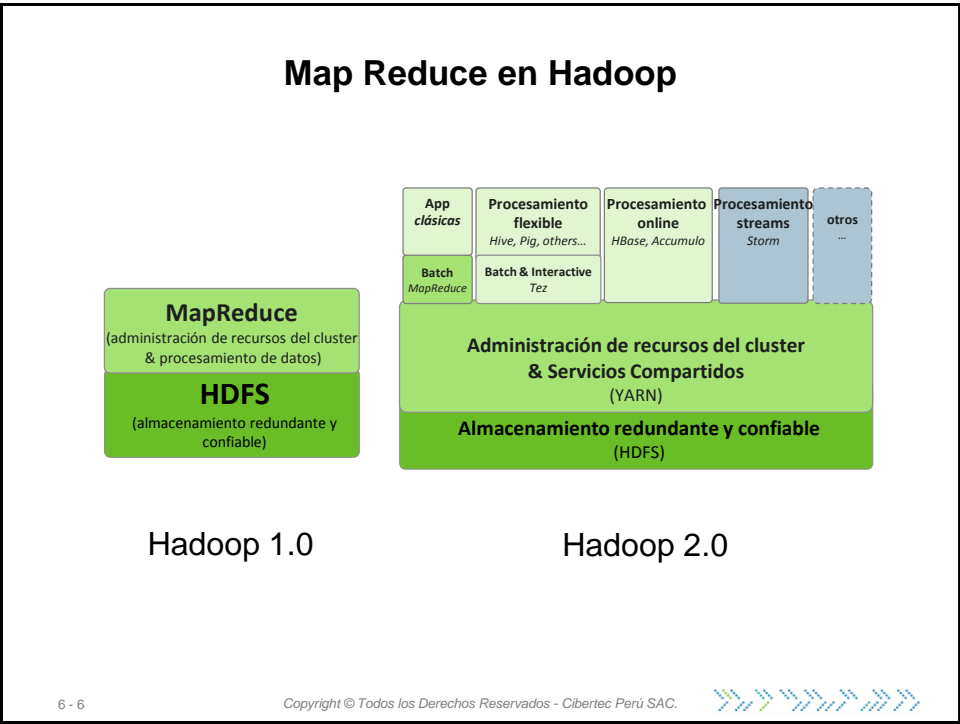 Map Reduce en Hadoop
App
clásicas
Procesamiento
flexible
Hive, Pig, others…
Procesamiento
online
HBase, Accumulo
Procesamiento
streams
Storm
otros
…
Batch
MapReduce
Batch & Interactive
Tez
MapReduce
(administración de recursos del cluster
& procesamiento de datos)
HDFS
(almacenamiento redundante y
confiable)
Administración de recursos del cluster
& Servicios Compartidos
(YARN)
Almacenamiento redundante y confiable
(HDFS)
Hadoop 1.0
Hadoop 2.0
6 - 6
Copyright © Todos los Derechos Reservados - Cibertec Perú SAC.